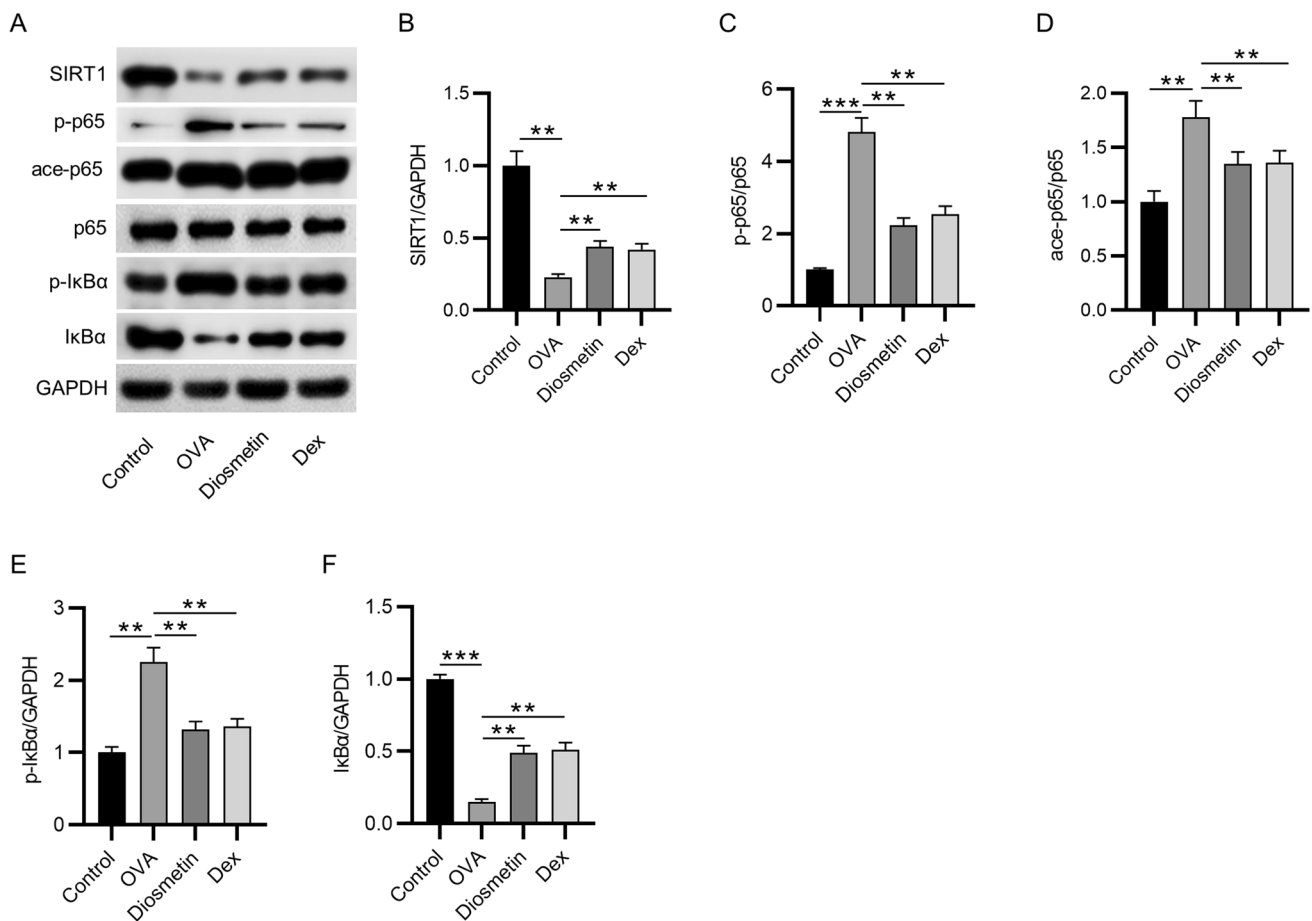 A
SIRT1
p-p65
ace-p65
p65
p-IκBα
IκBα
GAPDH
Control
OVA
Diosmetin
Dex
B
SIRT1/GAPDH
1.5
1.0
0.5
0.0
**
**
**
Control
OVA
Diosmetin
Dex
C
p-p65/p65
6
4
2
0
**
***
**
Control
OVA
Diosmetin
Dex
D
ace-p65/p65
2.0
1.5
1.0
0.5
0.0
**
**
**
Control
OVA
Diosmetin
Dex
E
p-IκBα/GAPDH
3
2
1
0
**
**
**
Control
OVA
Diosmetin
Dex
F
IκBα/GAPDH
1.5
1.0
0.5
0.0
***
**
**
Control
OVA
Diosmetin
Dex